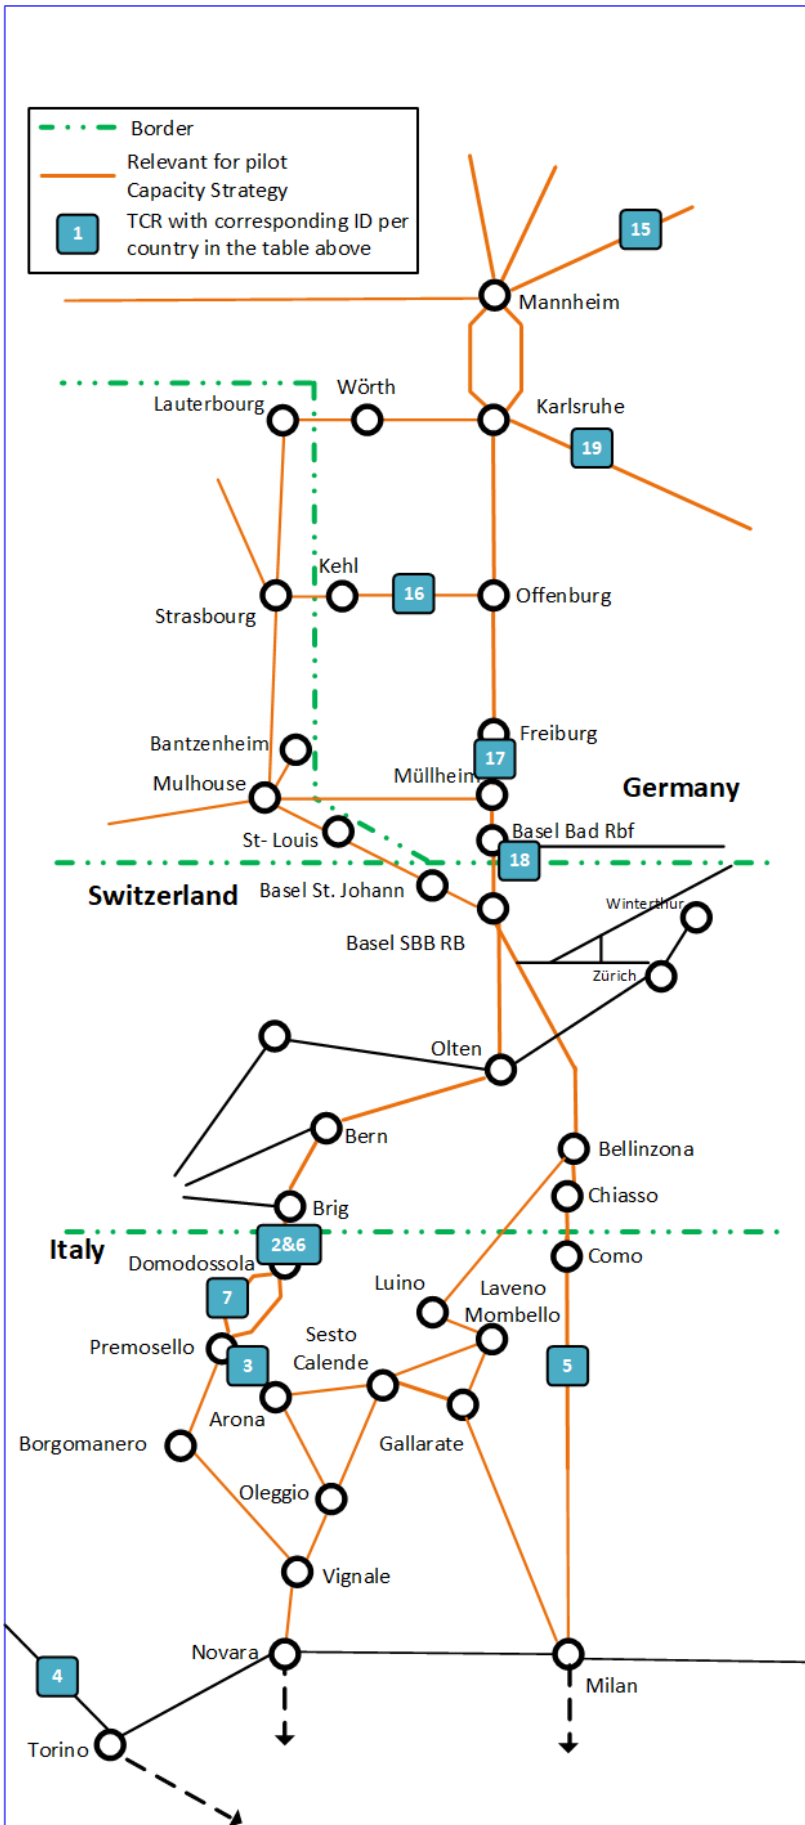 Border
Relevant for pilot
Capacity Strategy
1
TCR with corresponding ID per
country in the table above
15
Mannheim
Wörth
Lauterbourg
Karlsruhe
19
Kehl
16
Offenburg
Strasbourg
Freiburg
Bantzenheim
17
Müllheim
Mulhouse
Germany
Basel Bad Rbf
St- Louis
18
Switzerland
Basel St. Johann
Winterthur
Basel SBB RB
Zürich
Olten
Bern
Bellinzona
Chiasso
Brig
2&6
Italy
Como
Domodossola
Luino
Laveno
Mombello
7
Sesto
Calende
Premosello
3
5
Arona
Borgomanero
Gallarate
Oleggio
Vignale
Novara
4
Milan
Torino